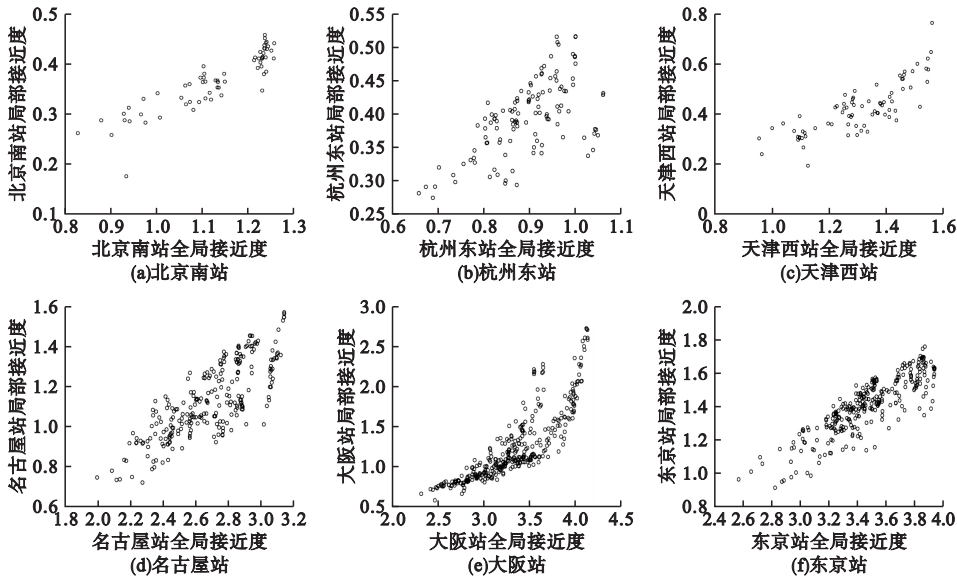 北京南站局部接近度
0.5
0.4
0.3
0.2
0.1
0.8 0.9 1.0 1.1 1.2 1.3
北京南站全局接近度
(a)北京南站
杭州东站局部接近度
0.55
0.50
0.45
0.40
0.35
0.30
0.25
0.6 0.7 0.8 0.9 1.0 1.1
杭州东站全局接近度
(b)杭州东站
天津西站局部接近度
0.8
0.6
0.4
0.2
0
0.8 1.0 1.2 1.4 1.6
天津西站全局接近度
(c)天津西站
名古屋站局部接近度
1.6
1.4
1.2
1.0
0.8
0.6
1.8 2.0 2.2 2.4 2.6 2.8 3.0 3.2
名古屋站全局接近度
(d)名古屋站
大阪站局部接近度
3.0
2.5
2.0
1.5
1.0
0.5
2.0 2.5 3.0 3.5 4.0 4.5
大阪站全局接近度
(e)大阪站
东京站局部接近度
2.0
1.8
1.6
1.4
1.2
1.0
0.8
2.4 2.6 2.8 3.0 3.2 3.4 3.6 3.8 4.0
东京站全局接近度
(f)东京站